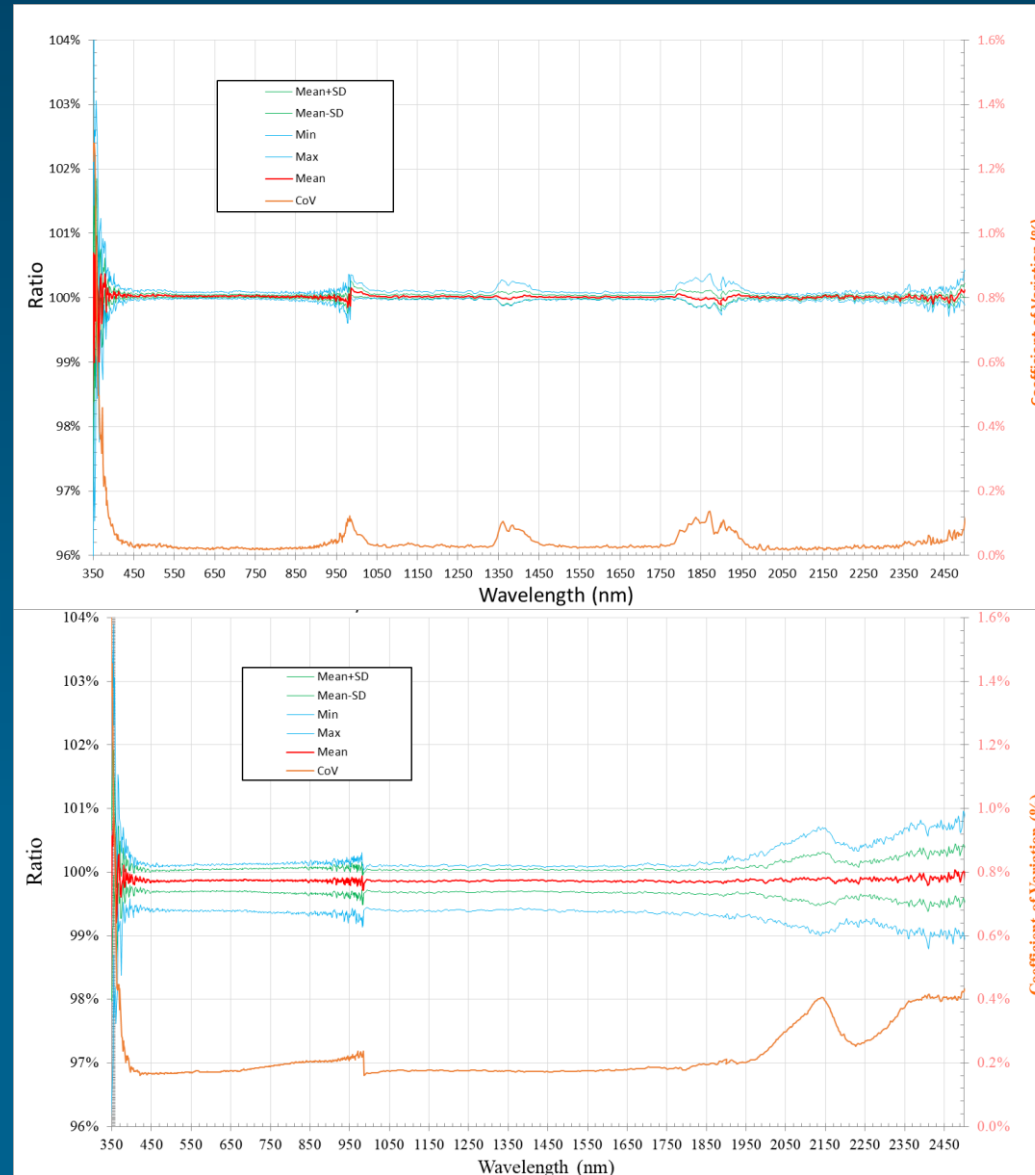 104%
103%
102%
101%
100%
99%
98%
97%
96%
Ratio
Mean+SD
Mean-SD
Min
Max
Mean
CoV
1.6%
1.4%
1.2%
1.0%
0.8%
0.6%
0.4%
0.2%
0.0%
Coefficient of Variation (%)
350 450 550 650 750 850 950 1050 1150 1250 1350 1450 1550 1650 1750 1850 1950 2050 2150 2250 2350 2450
Wavelength (nm)
104%
103%
102%
101%
100%
99%
98%
97%
96%
Ratio
Mean+SD
Mean-SD
Min
Max
Mean
CoV
1.6%
1.4%
1.2%
1.0%
0.8%
0.6%
0.4%
0.2%
0.0%
Coefficient of Variation (%)
350 450 550 650 750 850 950 1050 1150 1250 1350 1450 1550 1650 1750 1850 1950 2050 2150 2250 2350 2450
Wavelength (nm)